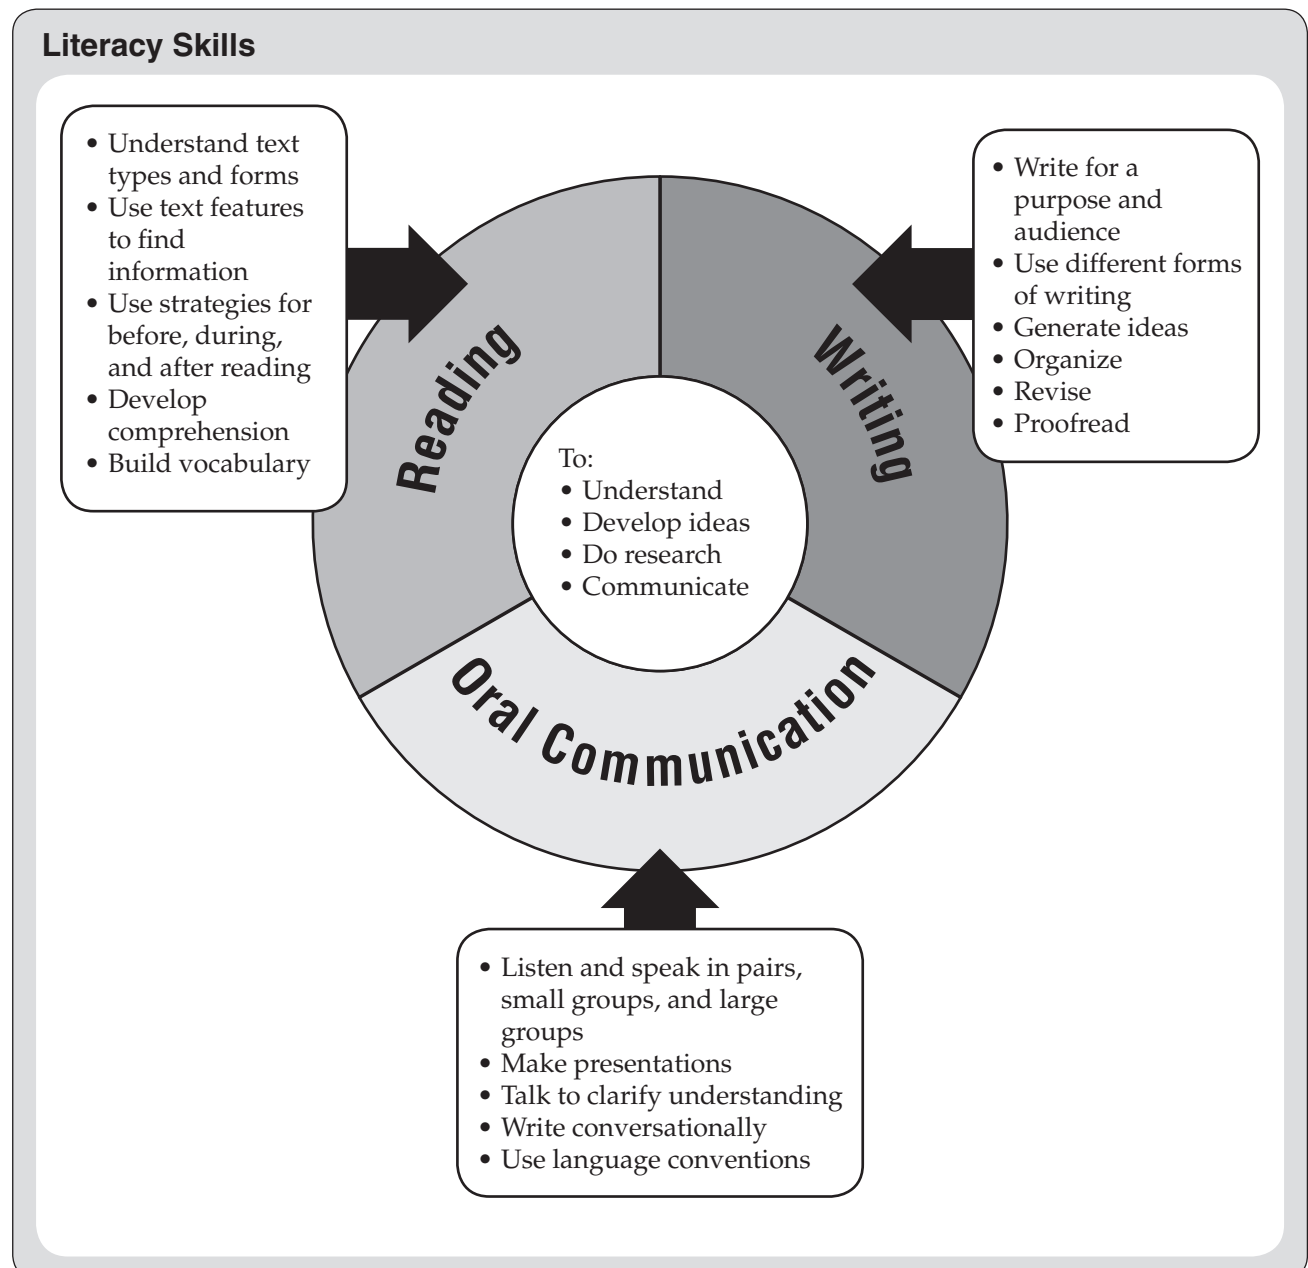 Literacy Skills
• Understand text
types and forms
• Use text features
to find
information
• Use strategies for
before, during,
and after reading
• Develop
comprehension
• Build vocabulary
• Write for a
purpose and
audience
• Use different forms
of writing
• Generate ideas
• Organize
• Revise
• Proofread
Reading
Writing
To:
• Understand
• Develop ideas
• Do research
• Communicate
Oral Communication
• Listen and speak in pairs,
small groups, and large
groups
• Make presentations
• Talk to clarify understanding
• Write conversationally
• Use language conventions